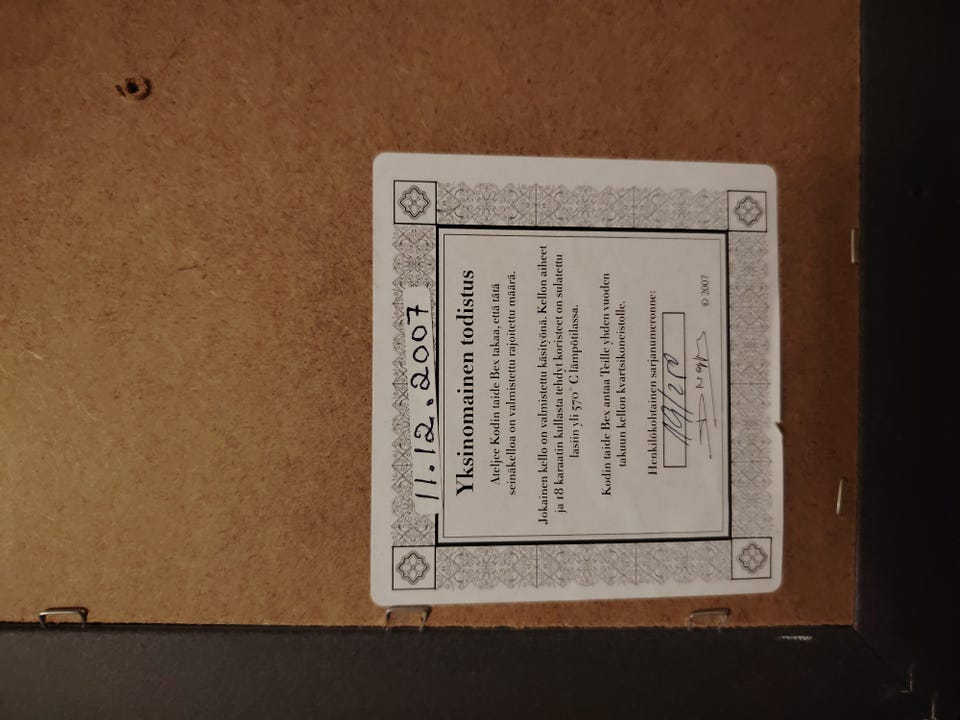 11.12.2007
Yksinomainen todistus
Ateljee Kodin taide Bex takaa, että tätä
seinäkelloa on valmistettu rajoitettu määrä.
Jokainen kello on valmistettu käsityönä. Kellon aiheet
ja 18 karaatin kullasta tehdyt koristeet on sulatettu
lasiin yli 570° C lämpötilassa.
Kodin taide Bex antaa Teille yhden vuoden
takuun kellon kvartsikoneistolle.
Henkilökohtainen sarjanumeronne:
© 2007